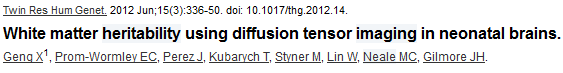 Twin Res Hum Genet. 2012 Jun;15(3):336-50. doi: 10.1017/thg.2012.14.
White matter heritability using diffusion tensor imaging in neonatal brains.
Geng X1, Prom-Wormley EC, Perez J, Kubarych T, Styner M, Lin W, Neale MC, Gilmore JH.